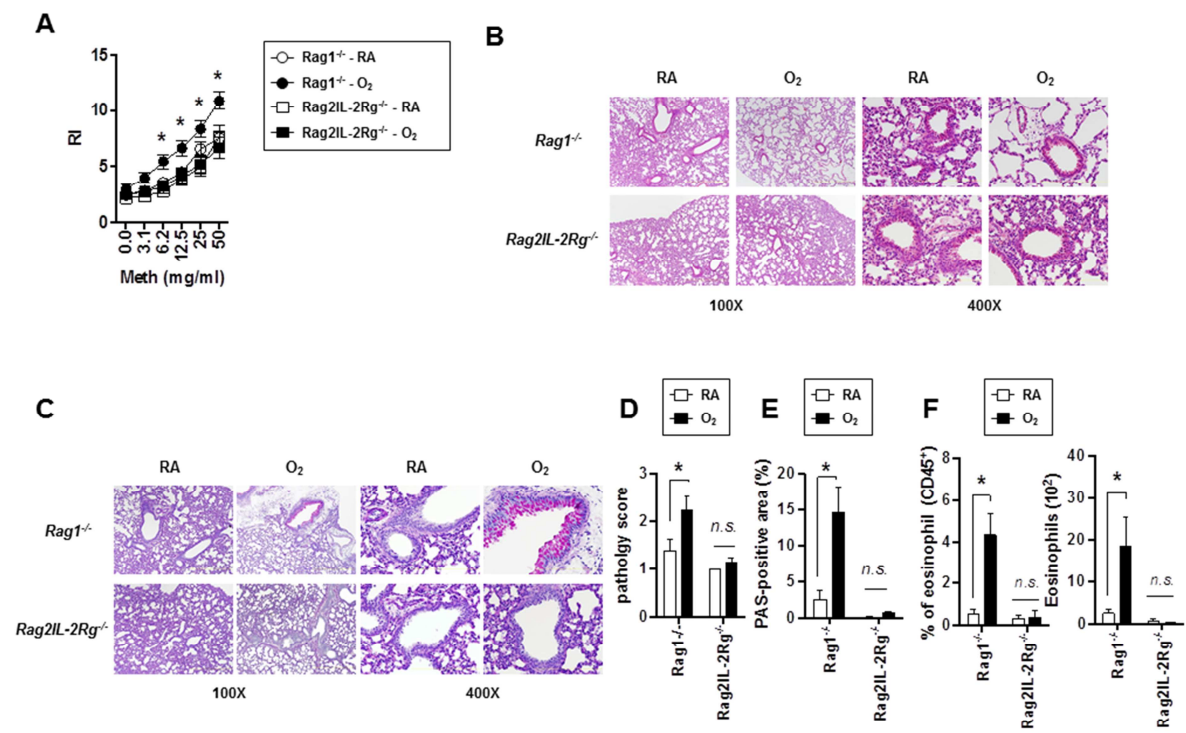 A
15
10
5
0
RI
* * * *
0.0 3.1 6.2 12.5 25 50
Meth (mg/ml)
Rag1-/- - RA
Rag1-/- - O2
Rag2IL-2Rg-/- - RA
Rag2IL-2Rg-/- - O2
B
RA O2 RA O2
Rag1-/-
Rag2IL-2Rg-/-
100X 400X
C
RA O2 RA O2
Rag1-/-
Rag2IL-2Rg-/-
100X 400X
D
RA
O2
patholgy score
3
2
1
0
*
n.s.
Rag1-/-
Rag2IL-2Rg-/-
E
RA
O2
PAS-positive area (%)
20
15
10
5
0
*
n.s.
Rag1-/-
Rag2IL-2Rg-/-
F
RA
O2
% of eosinophil (CD45+)
8
6
4
2
0
*
n.s.
Rag1-/-
Rag2IL-2Rg-/-
Eosinophils (102)
40
30
20
10
0
*
n.s.
Rag1-/-
Rag2IL-2Rg-/-